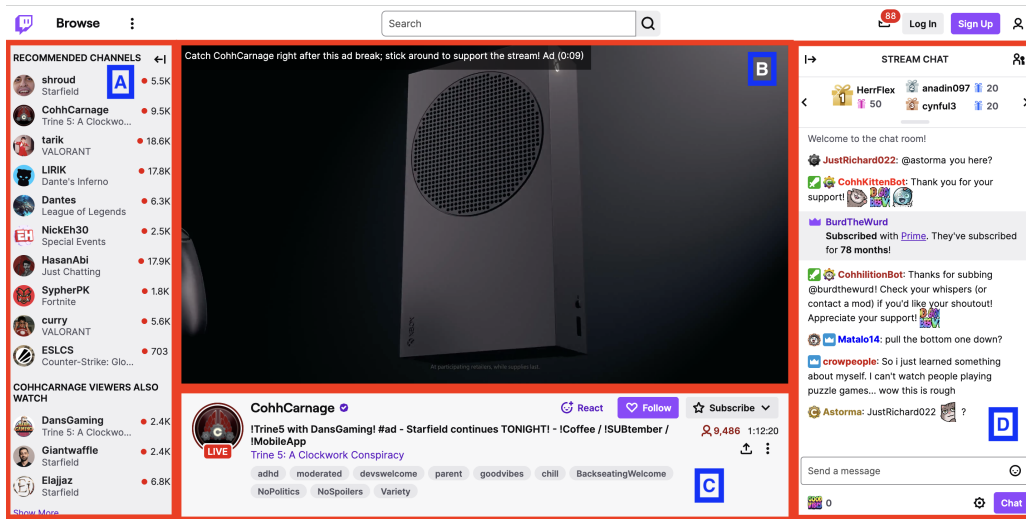 Browse
Search
88
Log In
Sign Up
RECOMMENDED CHANNELS
A
shroud
5.5K
Starfield
CohhCarnage
9.5K
Trine 5: A Clockwo...
tarik
18.6K
VALORANT
LIRIK
17.8K
Dante's Inferno
Dantes
6.3K
League of Legends
NickEh30
2.5K
Special Events
HasanAbi
17.9K
Just Chatting
SypherPK
1.8K
Fortnite
curry
5.6K
VALORANT
ESLCS
703
Counter-Strike: Glo...
COHHCARNAGE VIEWERS ALSO
WATCH
DansGaming
2.4K
Trine 5: A Clockwo...
Giantwaffle
2.4K
Starfield
Elajjaz
6.8K
Starfield
Show More
Catch CohhCarnage right after this ad break; stick around to support the stream! Ad (0:09)
B
At participating retailers, while supplies last.
CohhCarnage
React
Follow
Subscribe
!Trine5 with DansGaming! #ad - Starfield continues TONIGHT! - !Coffee / !SUBtember /
!MobileApp
9,486 1:12:20
LIVE
Trine 5: A Clockwork Conspiracy
adhd moderated devswelcome parent goodvibes chill BackseatingWelcome
NoPolitics NoSpoilers Variety
C
STREAM CHAT
1
HerrFlex
50
2
anadin097 20
3
cynful3 20
Welcome to the chat room!
JustRichard022: @astorma you here?
CohhKittenBot: Thank you for your
support!
BurdTheWurd
Subscribed with Prime. They've subscribed
for 78 months!
CohhilitionBot: Thanks for subbing
@burdthewurd! Check your whispers (or
contact a mod) if you'd like your shoutout!
Appreciate your support!
Matalo14: pull the bottom one down?
crowpeople: So i just learned something
about myself. I can't watch people playing
puzzle games... wow this is rough
Astorma: JustRichard022 ?
D
Send a message
0
Chat